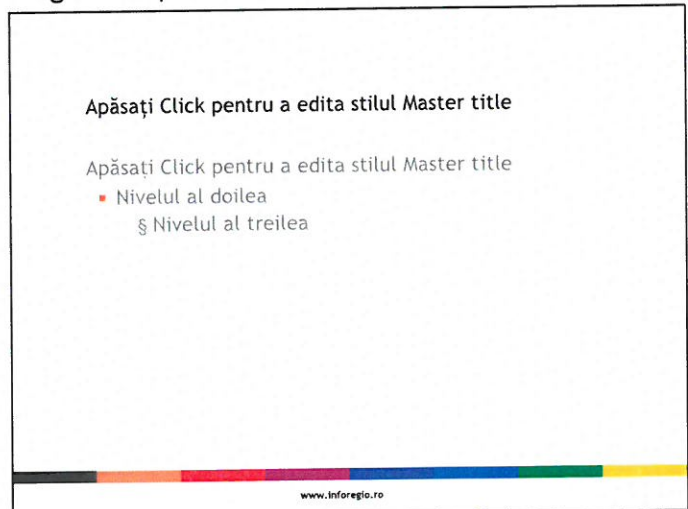 Apăsați Click pentru a edita stilul Master title
Apăsați Click pentru a edita stilul Master title
▪ Nivelul al doilea
§ Nivelul al treilea
www.inforegio.ro